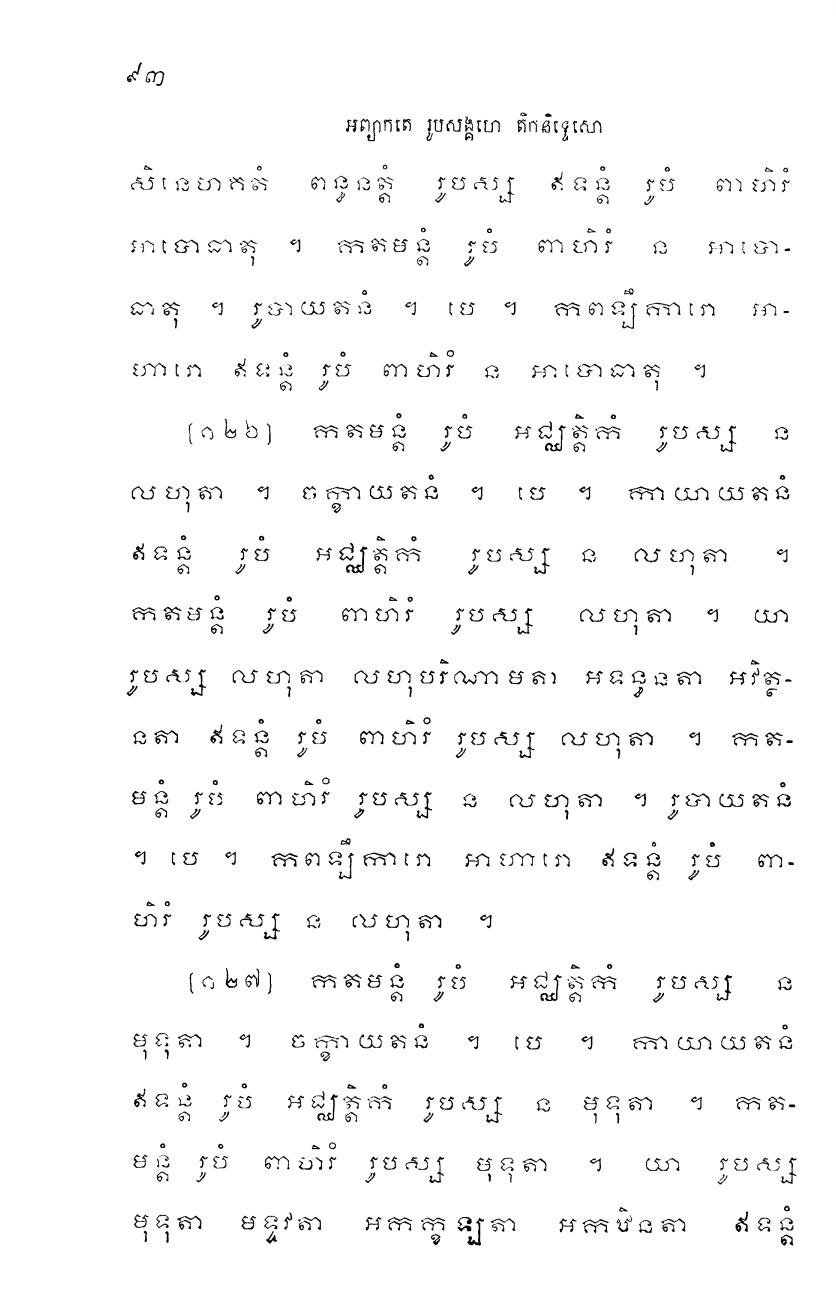 ៩៣
អព្យាកតេ រូបសង្គហេ តិកនិទ្ទេសោ
សិនេហគតំ ពន្ធនត្តំ រូបស្ស ឥទន្តំ រូបំ ពាហិរំ
អាបោធាតុ ។ កតមន្តំ រូបំ ពាហិរំ ន អាបោ-
ធាតុ ។ រូបាយតនំ ។ បេ ។ កពឡឹការោ អា-
ហារោ ឥទន្តំ រូបំ ពាហិរំ ន អាបោធាតុ ។
[១២៦] កតមន្តំ រូបំ អជ្ឈត្តិកំ រូបស្ស ន
លហុតា ។ ចក្ខាយតនំ ។ បេ ។ កាយាយតនំ
ឥទន្តំ រូបំ អជ្ឈត្តិកំ រូបស្ស ន លហុតា ។
កតមន្តំ រូបំ ពាហិរំ រូបស្ស លហុតា ។ យា
រូបស្ស លហុតា លហុបរិណាមតា អទន្ធនតា អវិត្ថ-
នតា ឥទន្តំ រូបំ ពាហិរំ រូបស្ស លហុតា ។ កត-
មន្តំ រូបំ ពាហិរំ រូបស្ស ន លហុតា ។ រូបាយតនំ
។ បេ ។ កពឡឹការោ អាហារោ ឥទន្តំ រូបំ ពា-
ហិរំ រូបស្ស ន លហុតា ។
[១២៧] កតមន្តំ រូបំ អជ្ឈត្តិកំ រូបស្ស ន
មុទុតា ។ ចក្ខាយតនំ ។ បេ ។ កាយាយតនំ
ឥទន្តំ រូបំ អជ្ឈត្តិកំ រូបស្ស ន មុទុតា ។ កត-
មន្តំ រូបំ ពាហិរំ រូបស្ស មុទុតា ។ យា រូបស្ស
មុទុតា មទ្ទវតា អកក្ខឡតា អកឋិនតា ឥទន្តំ